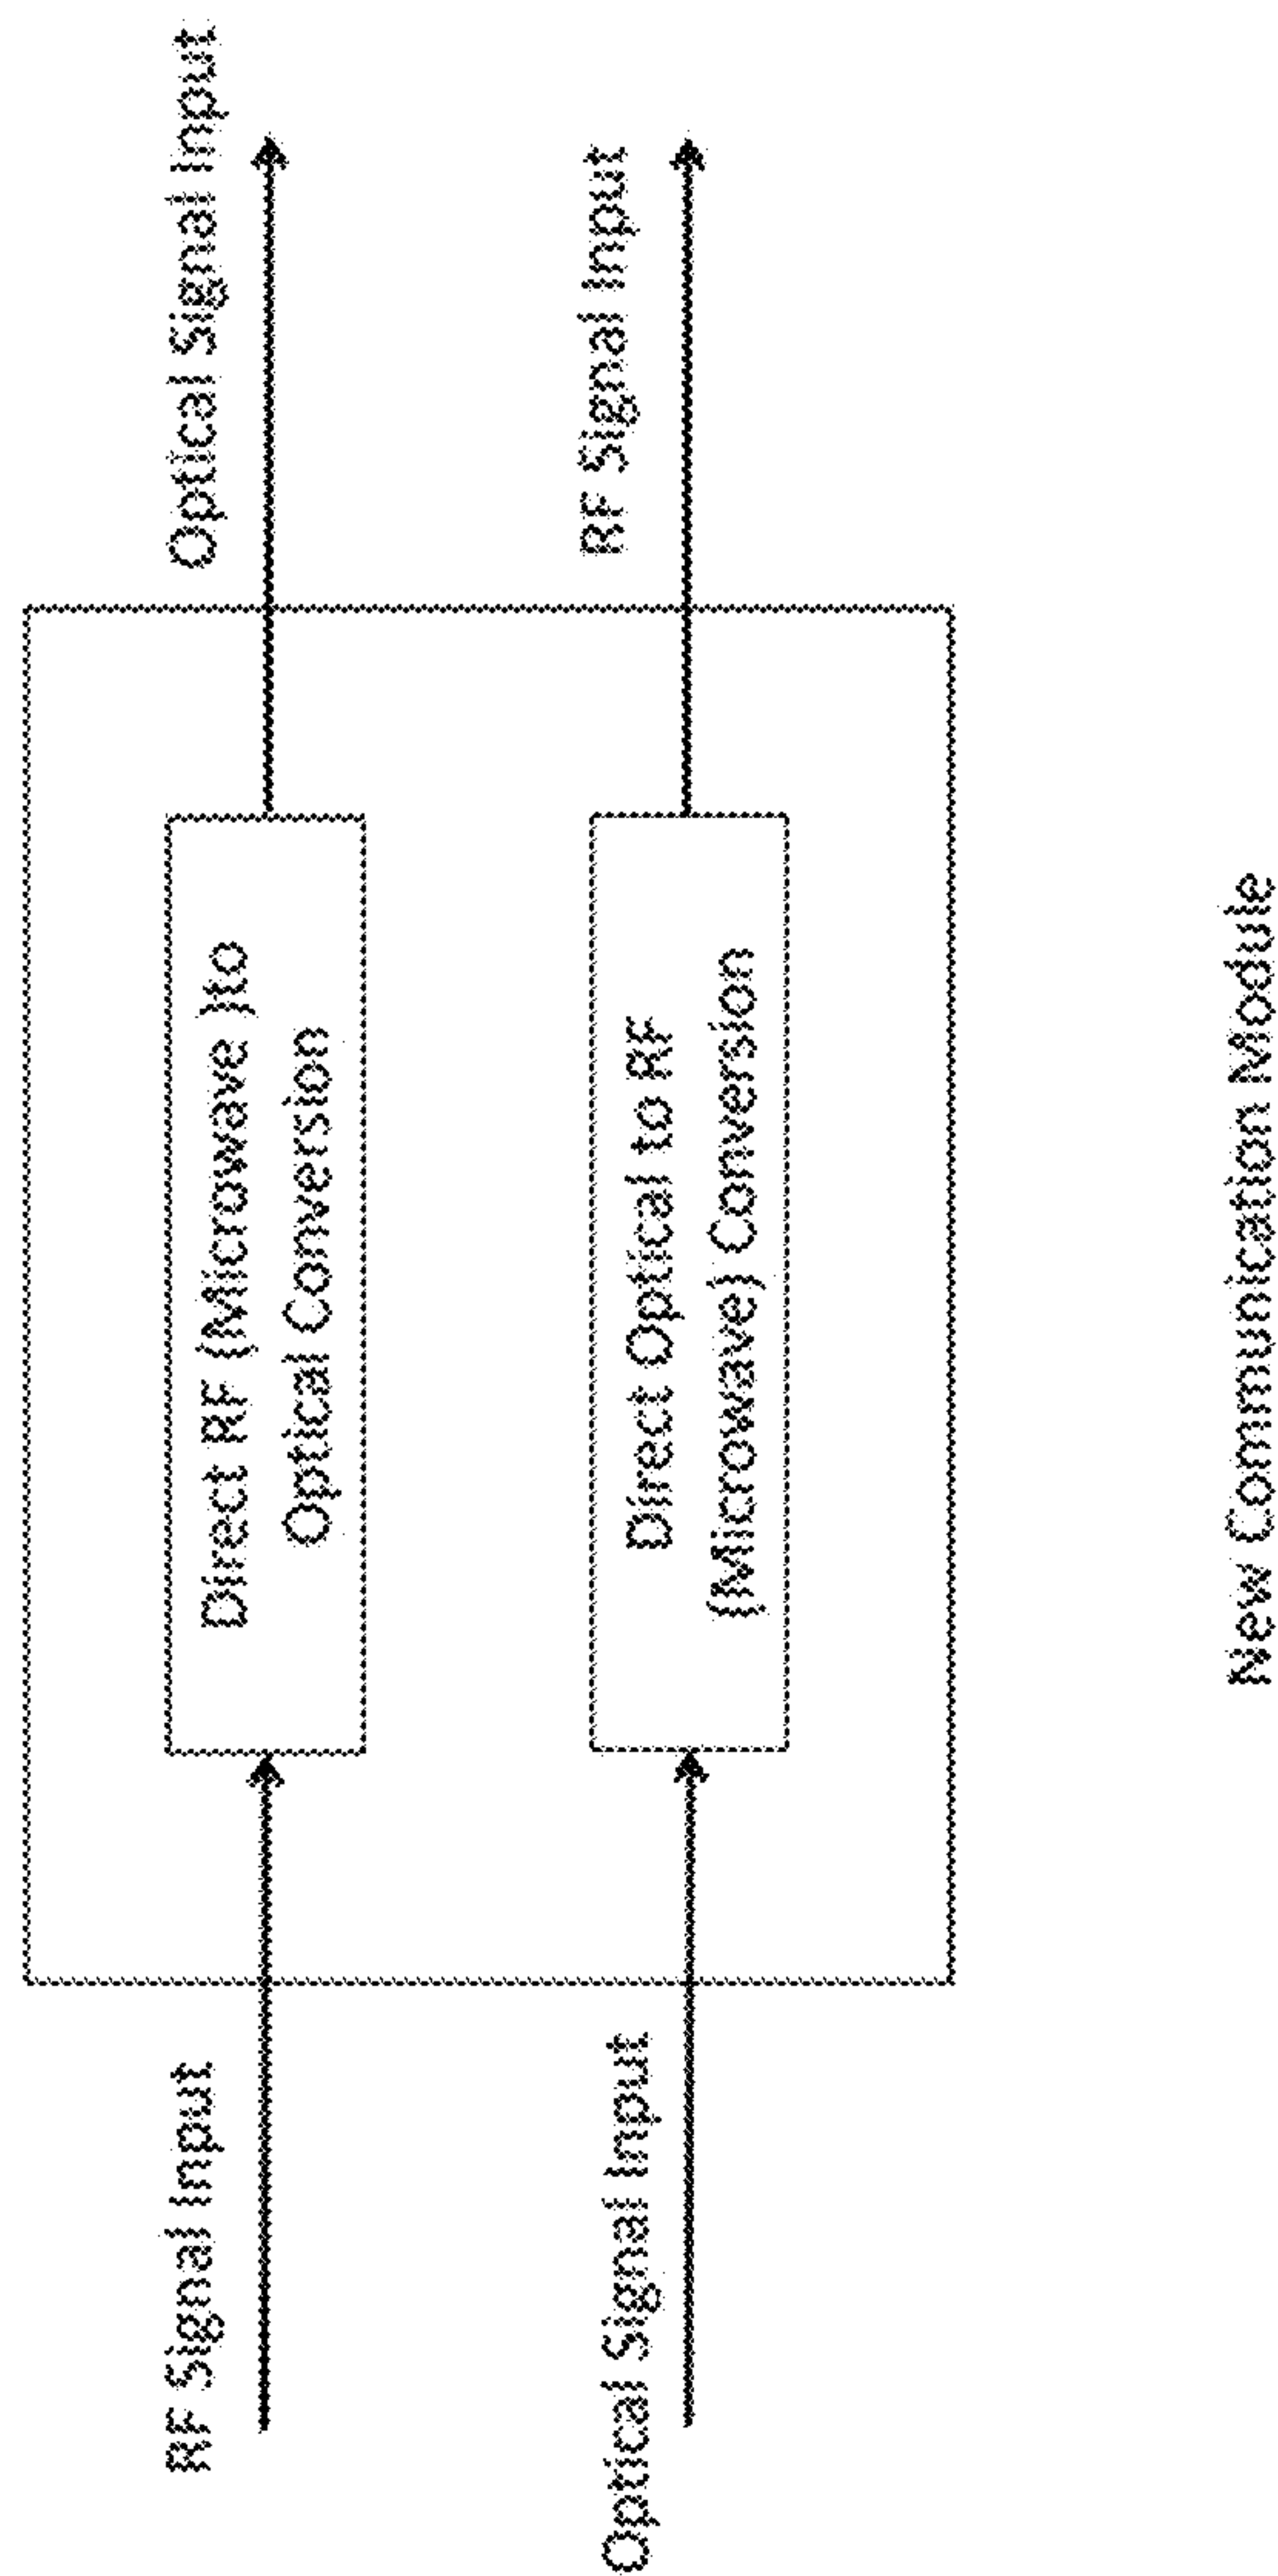 RF Signal Input
Direct RF (Microwave )to
Optical Conversion
Optical Signal Input
Optical Signal Input
Direct Optical to RF
(Microwave) Conversion
RF Signal Input
New Communication Module